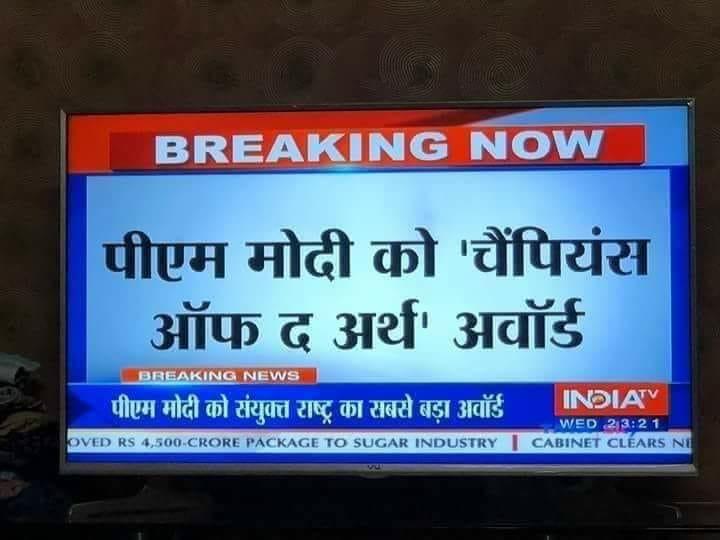 BREAKING NOW
पीएम मोदी को 'चैंपियंस
ऑफ द अर्थ' अवॉर्ड
BREAKING NEWS
पीएम मोदी को संयुक्त राष्ट्र का सबसे बड़ा अवॉर्ड
INDIA TV
WED 23:21
OVED RS 4,500-CRORE PACKAGE TO SUGAR INDUSTRY | CABINET CLEARS NE